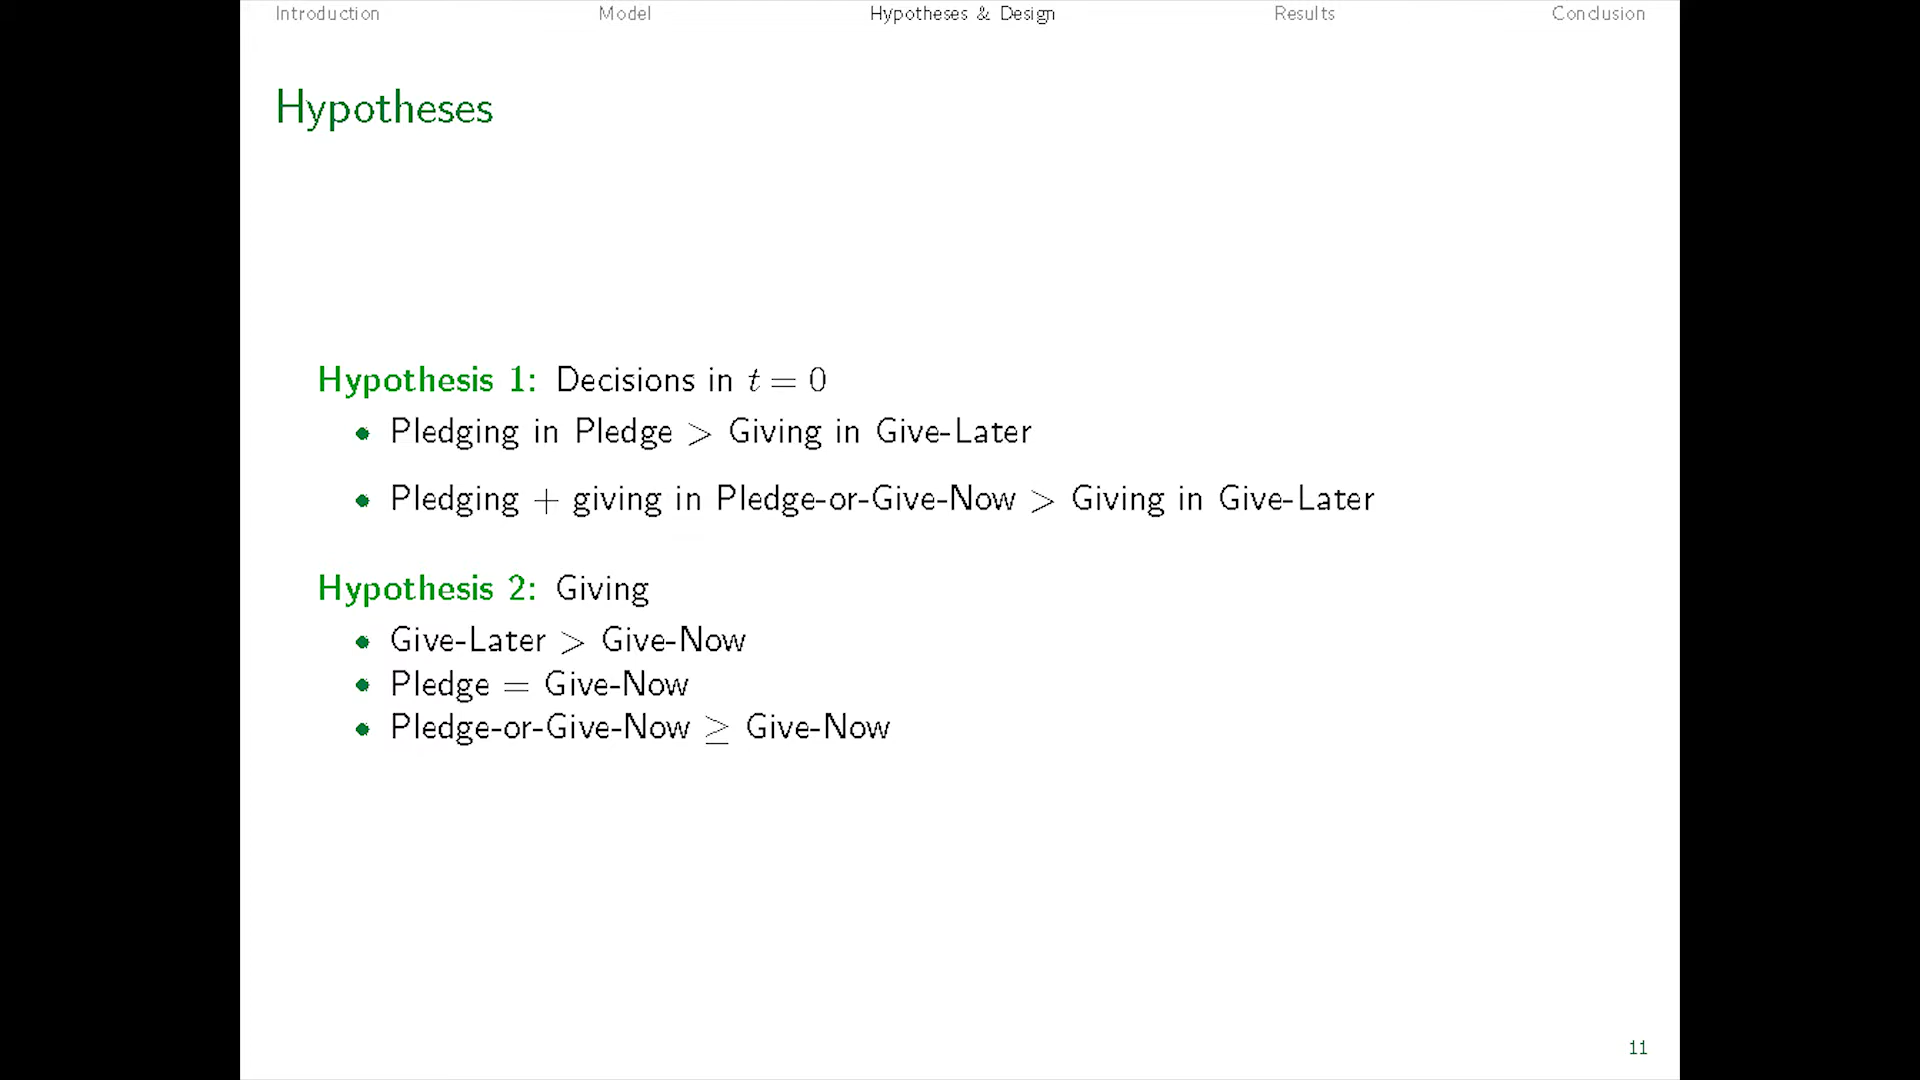 Introduction Model Hypotheses & Design Results Conclusion
Hypotheses
Hypothesis 1: Decisions in t = 0
• Pledging in Pledge > Giving in Give-Later
• Pledging + giving in Pledge-or-Give-Now > Giving in Give-Later
Hypothesis 2: Giving
• Give-Later > Give-Now
• Pledge = Give-Now
• Pledge-or-Give-Now ≥ Give-Now
11